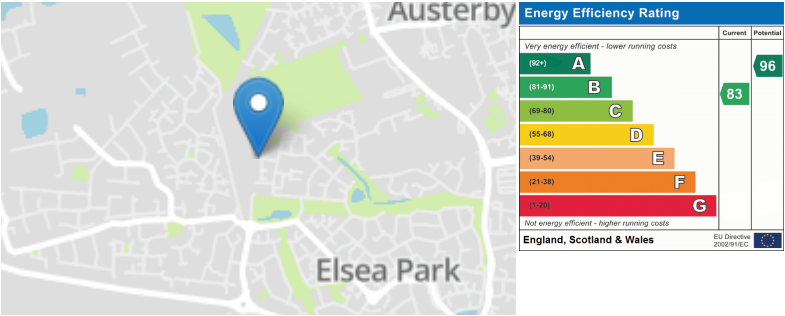 Austerby
Elsea Park
Energy Efficiency Rating
Current Potential
Very energy efficient - lower running costs
(92+) A
(81-91) B
(69-80) C
(55-68) D
(39-54) E
(21-38) F
(1-20) G
83
96
Not energy efficient - higher running costs
England, Scotland & Wales
EU Directive
2002/91/EC